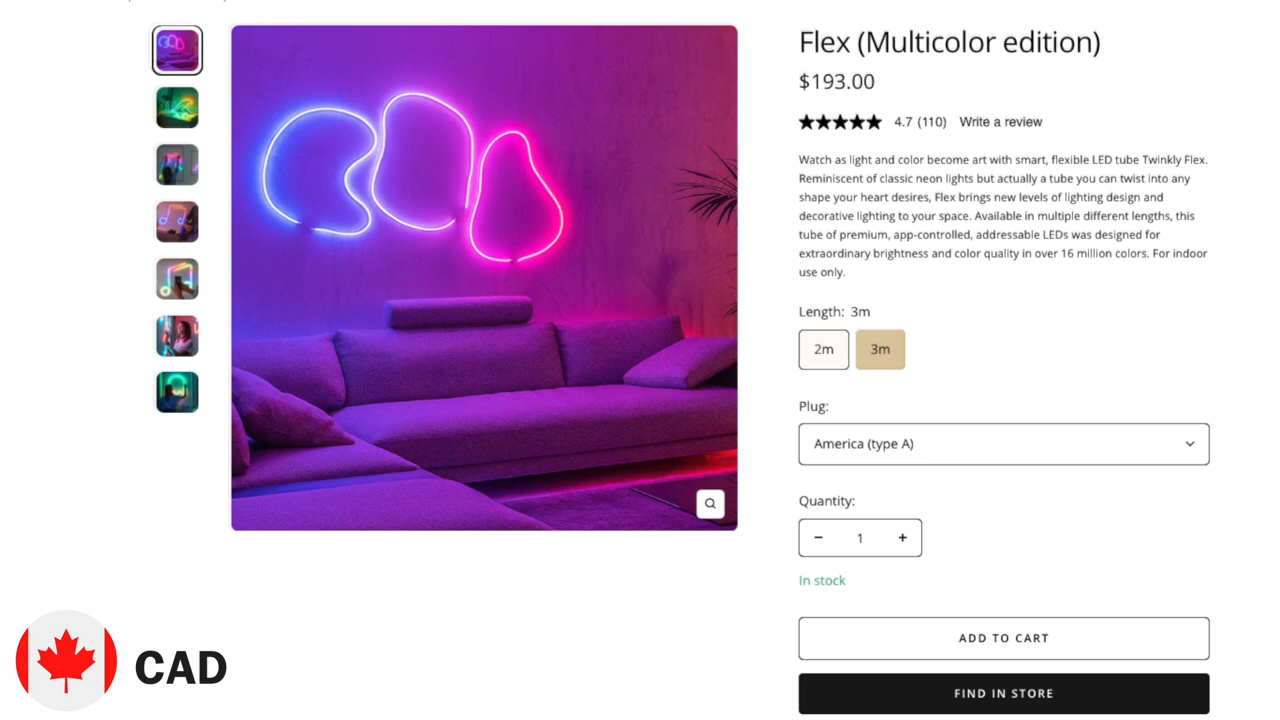 Flex (Multicolor edition)
$193.00
4.7 (110) Write a review
Watch as light and color become art with smart, flexible LED tube Twinkly Flex.
Reminiscent of classic neon lights but actually a tube you can twist into any
shape your heart desires, Flex brings new levels of lighting design and
decorative lighting to your space. Available in multiple different lengths, this
tube of premium, app-controlled, addressable LEDs was designed for
extraordinary brightness and color quality in over 16 million colors. For indoor
use only.
Length: 3m
2m 3m
Plug:
America (type A)
Quantity:
− 1 +
In stock
ADD TO CART
FIND IN STORE
CAD